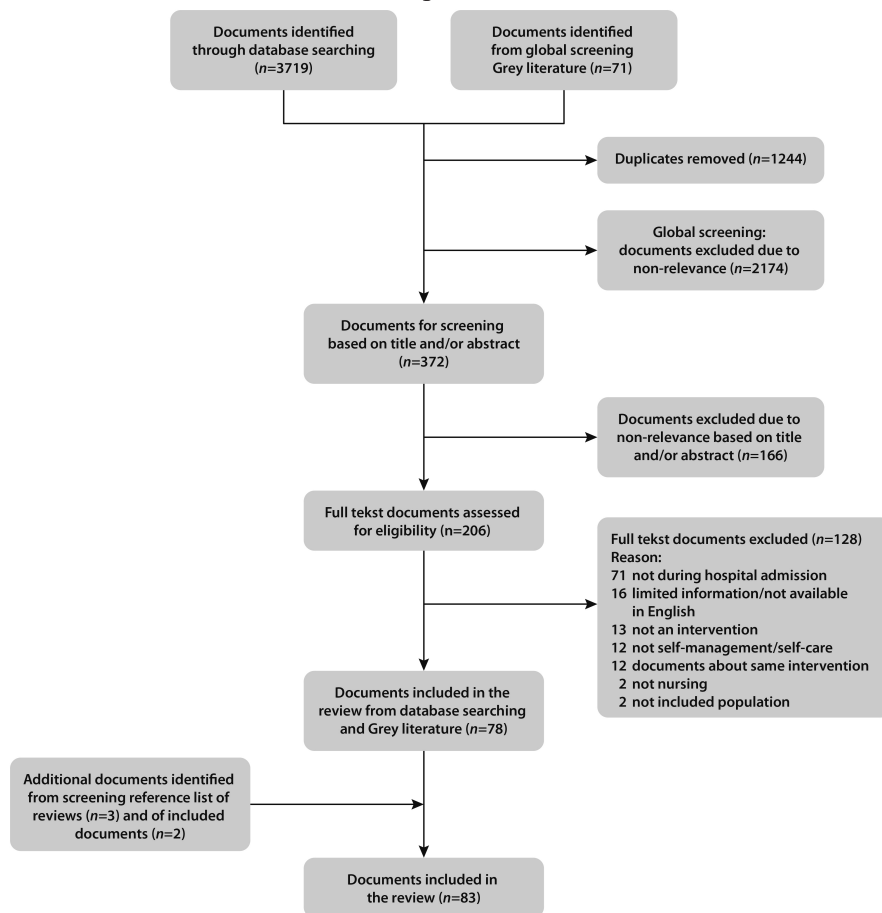 Documents identified
through database searching
(n=3719)
Documents identified
from global screening
Grey literature (n=71)
Duplicates removed (n=1244)
Global screening:
documents excluded due to
non-relevance (n=2174)
Documents for screening
based on title and/or abstract
(n=372)
Documents excluded due to
non-relevance based on title
and/or abstract (n=166)
Full tekst documents assessed
for eligibility (n=206)
Full tekst documents excluded (n=128)
Reason:
71 not during hospital admission
16 limited information/not available
in English
13 not an intervention
12 not self-management/self-care
12 documents about same intervention
2 not nursing
2 not included population
Documents included in the
review from database searching
and Grey literature (n=78)
Additional documents identified
from screening reference list of
reviews (n=3) and of included
documents (n=2)
Documents included in
the review (n=83)